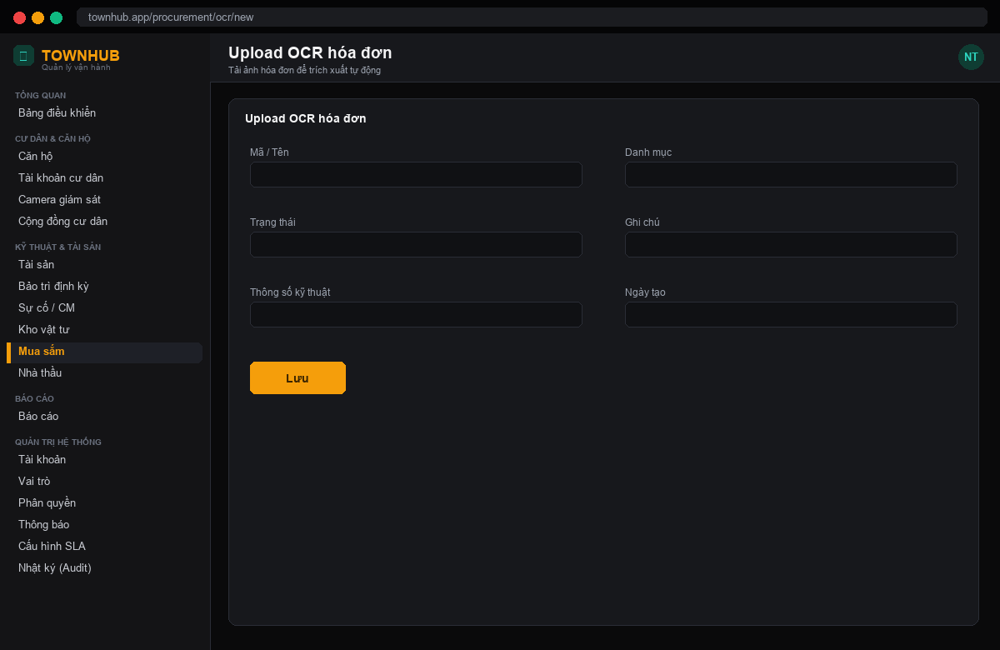 townhub.app/procurement/ocr/new
TOWNHUB
Quản lý vận hành
TỔNG QUAN
Bảng điều khiển
CƯ DÂN & CĂN HỘ
Căn hộ
Tài khoản cư dân
Camera giám sát
Cộng đồng cư dân
KỸ THUẬT & TÀI SẢN
Tài sản
Bảo trì định kỳ
Sự cố / CM
Kho vật tư
Mua sắm
Nhà thầu
BÁO CÁO
Báo cáo
QUẢN TRỊ HỆ THỐNG
Tài khoản
Vai trò
Phân quyền
Thông báo
Cấu hình SLA
Nhật ký (Audit)
Upload OCR hóa đơn
Tải ảnh hóa đơn để trích xuất tự động
NT
Upload OCR hóa đơn
Mã / Tên
Danh mục
Trạng thái
Ghi chú
Thông số kỹ thuật
Ngày tạo
Lưu